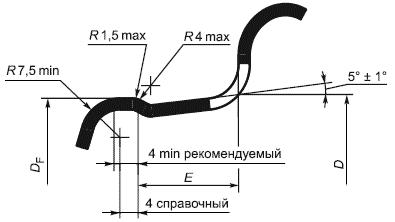 R1,5 max
R4 max
R7,5 min
5° ± 1°
4 min рекомендуемый
D_F
E
D
4 справочный